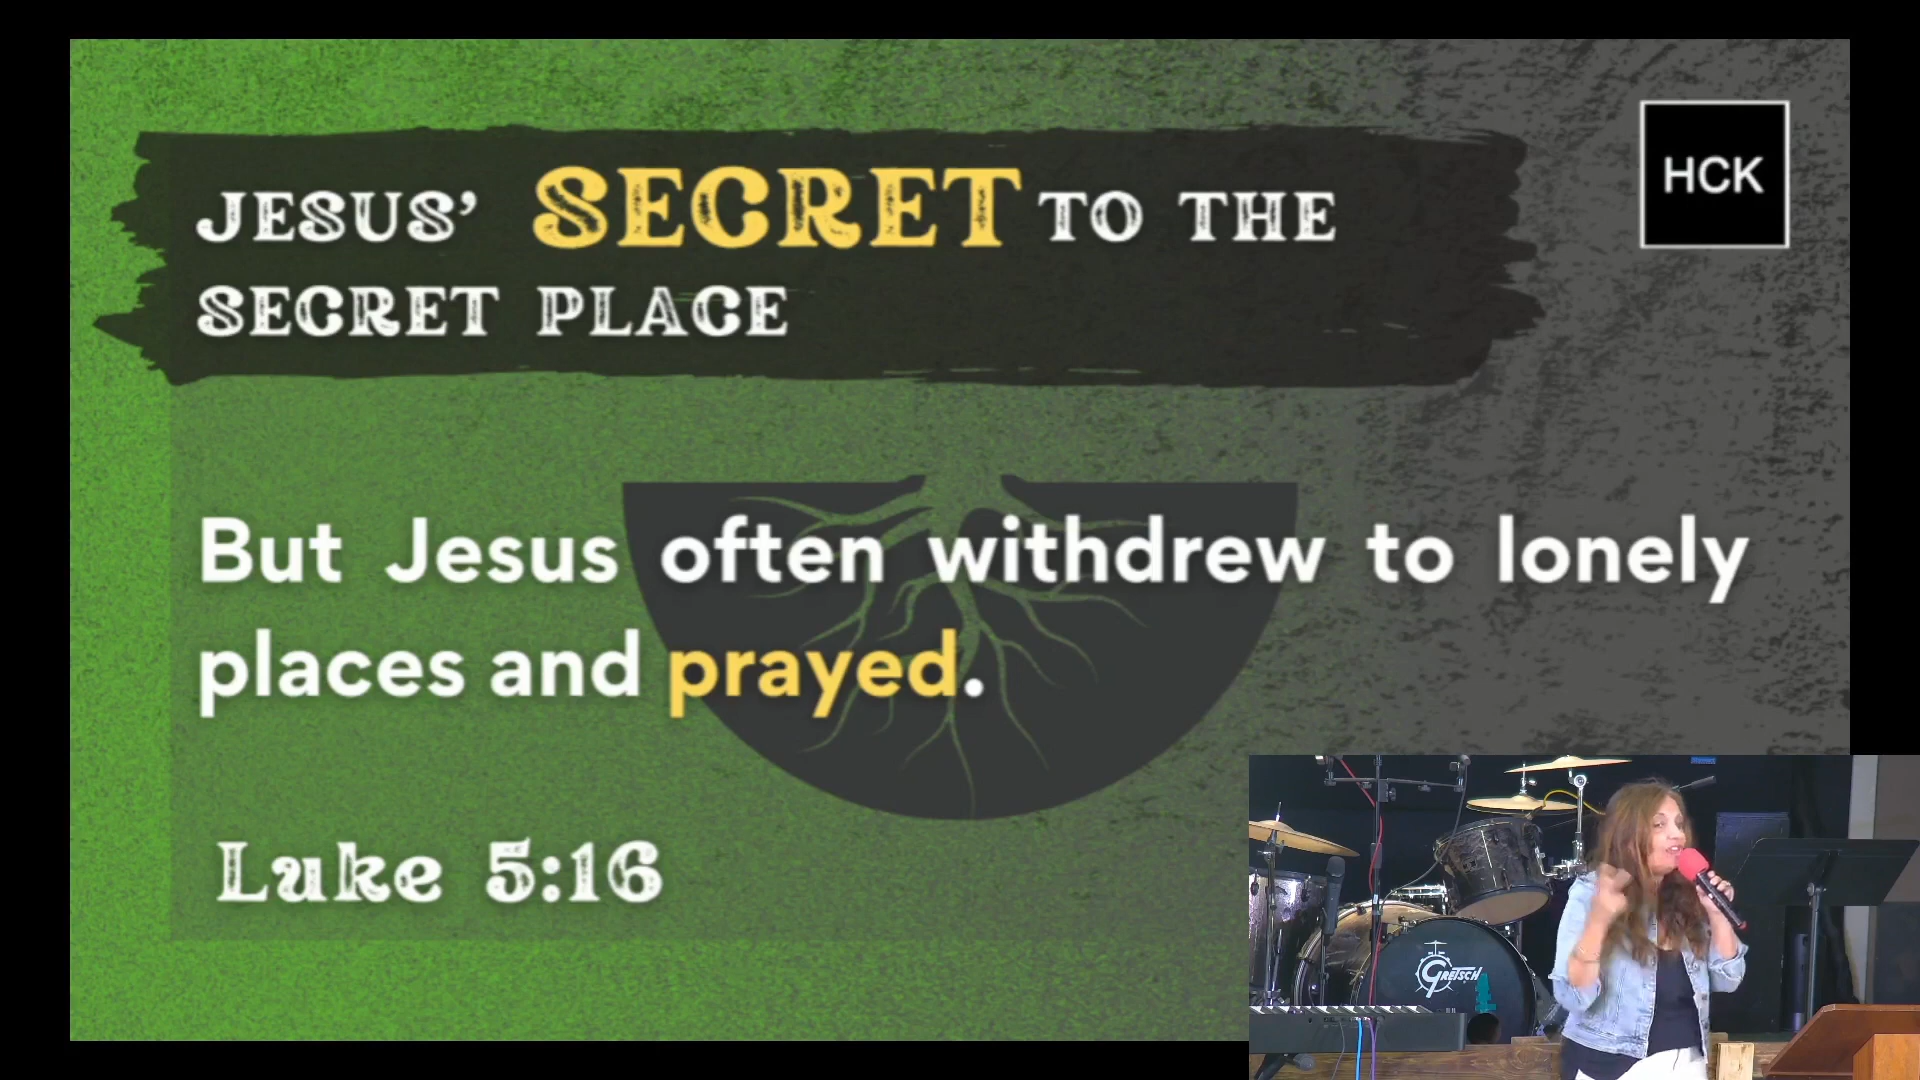 JESUS' SECRET TO THE
SECRET PLACE
HCK
But Jesus often withdrew to lonely
places and prayed.
Luke 5:16
GRETSCH